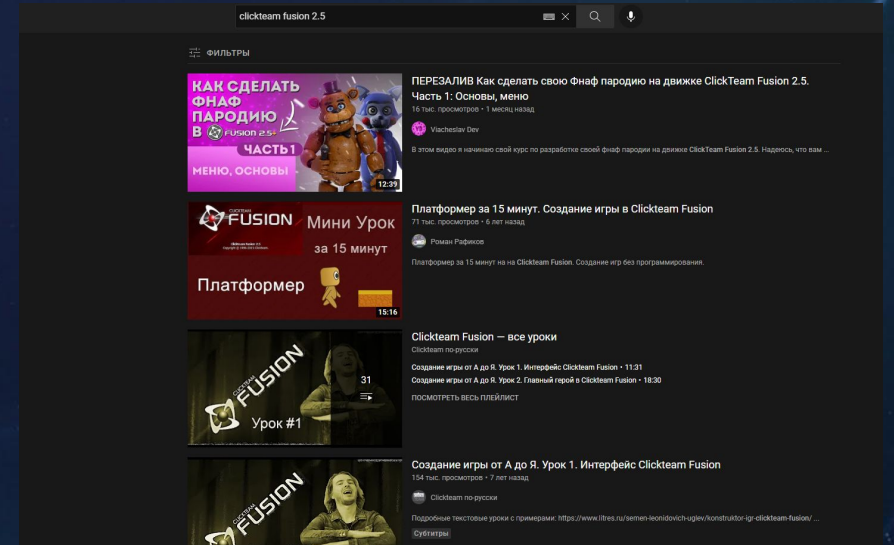 clickteam fusion 2.5
ФИЛЬТРЫ
КАК СДЕЛАТЬ
ФНАФ
ПАРОДИЮ
В FUSION 2.5+
ЧАСТЬ 1
МЕНЮ, ОСНОВЫ
12:39
ПЕРЕЗАЛИВ Как сделать свою Фнаф пародию на движке ClickTeam Fusion 2.5.
Часть 1: Основы, меню
16 тыс. просмотров • 1 месяц назад
Viacheslav Dev
В этом видео я начинаю свой курс по разработке своей фнаф пародии на движке ClickTeam Fusion 2.5. Надеюсь, что вам ...
CLICKTEAM
FUSION
Мини Урок
за 15 минут
Платформер
15:16
Платформер за 15 минут. Создание игры в Clickteam Fusion
71 тыс. просмотров • 6 лет назад
Роман Рафиков
Платформер за 15 минут на на Clickteam Fusion. Создание игр без программирования.
CLICKTEAM
FUSION
Урок #1
31
Clickteam Fusion — все уроки
Clickteam по-русски
Создание игры от А до Я. Урок 1. Интерфейс Clickteam Fusion • 11:31
Создание игры от А до Я. Урок 2. Главный герой в Clickteam Fusion • 18:30
ПОСМОТРЕТЬ ВЕСЬ ПЛЕЙЛИСТ
CLICKTEAM
FUSION
Создание игры от А до Я. Урок 1. Интерфейс Clickteam Fusion
154 тыс. просмотров • 7 лет назад
Clickteam по-русски
Подробные текстовые уроки с примерами: https://www.litres.ru/semen-leonidovich-uglev/konstruktor-igr-clickteam-fusion/ ...
Субтитры